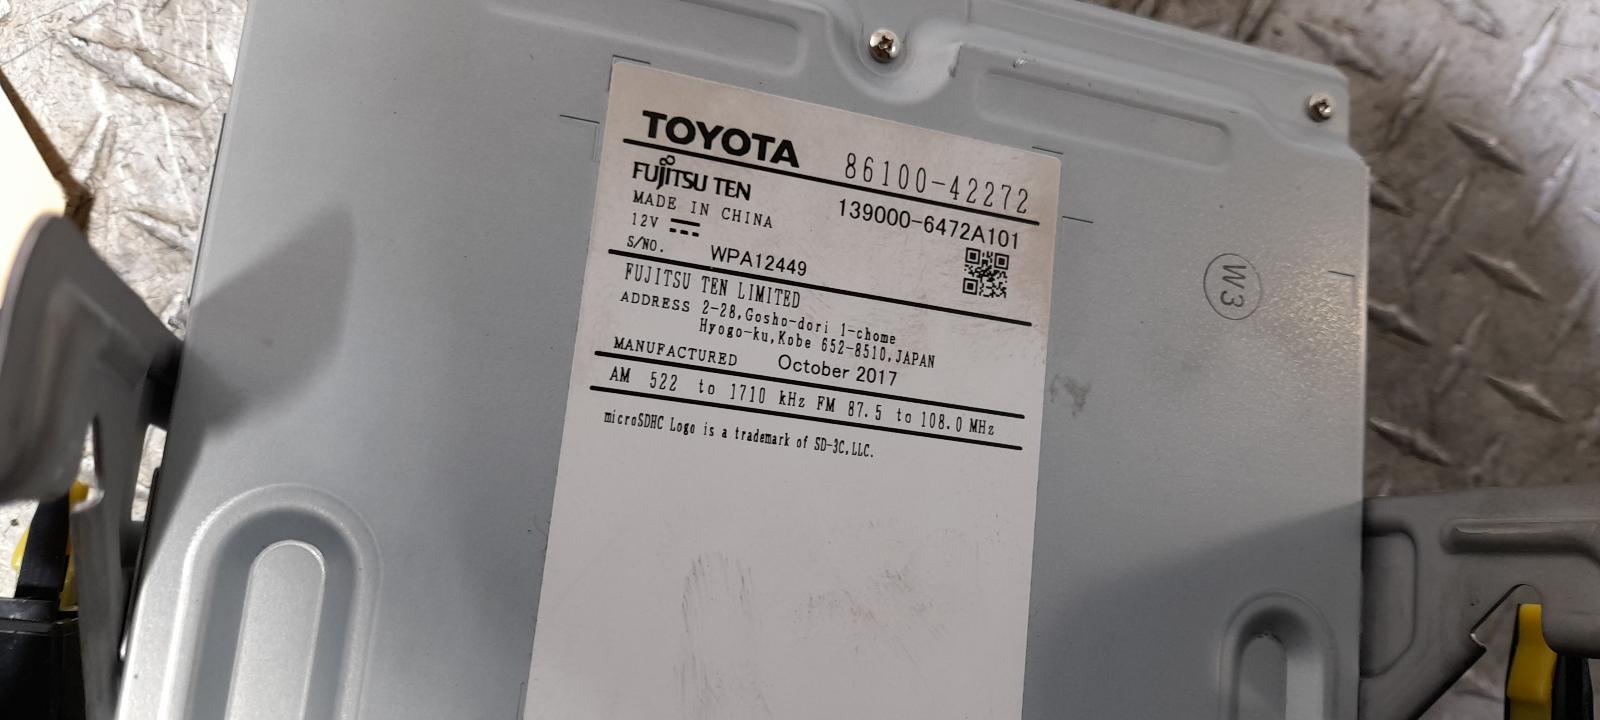 TOYOTA 86100-42272
FUJITSU TEN 139000-6472A101
MADE IN CHINA
12V
S/NO. WPA12449
FUJITSU TEN LIMITED
ADDRESS 2-28,Gosho-dori 1-chome
Hyogo-ku,Kobe 652-8510,JAPAN
MANUFACTURED October 2017
AM 522 to 1710 kHz FM 87.5 to 108.0 MHz
microSDHC Logo is a trademark of SD-3C,LLC.
W3